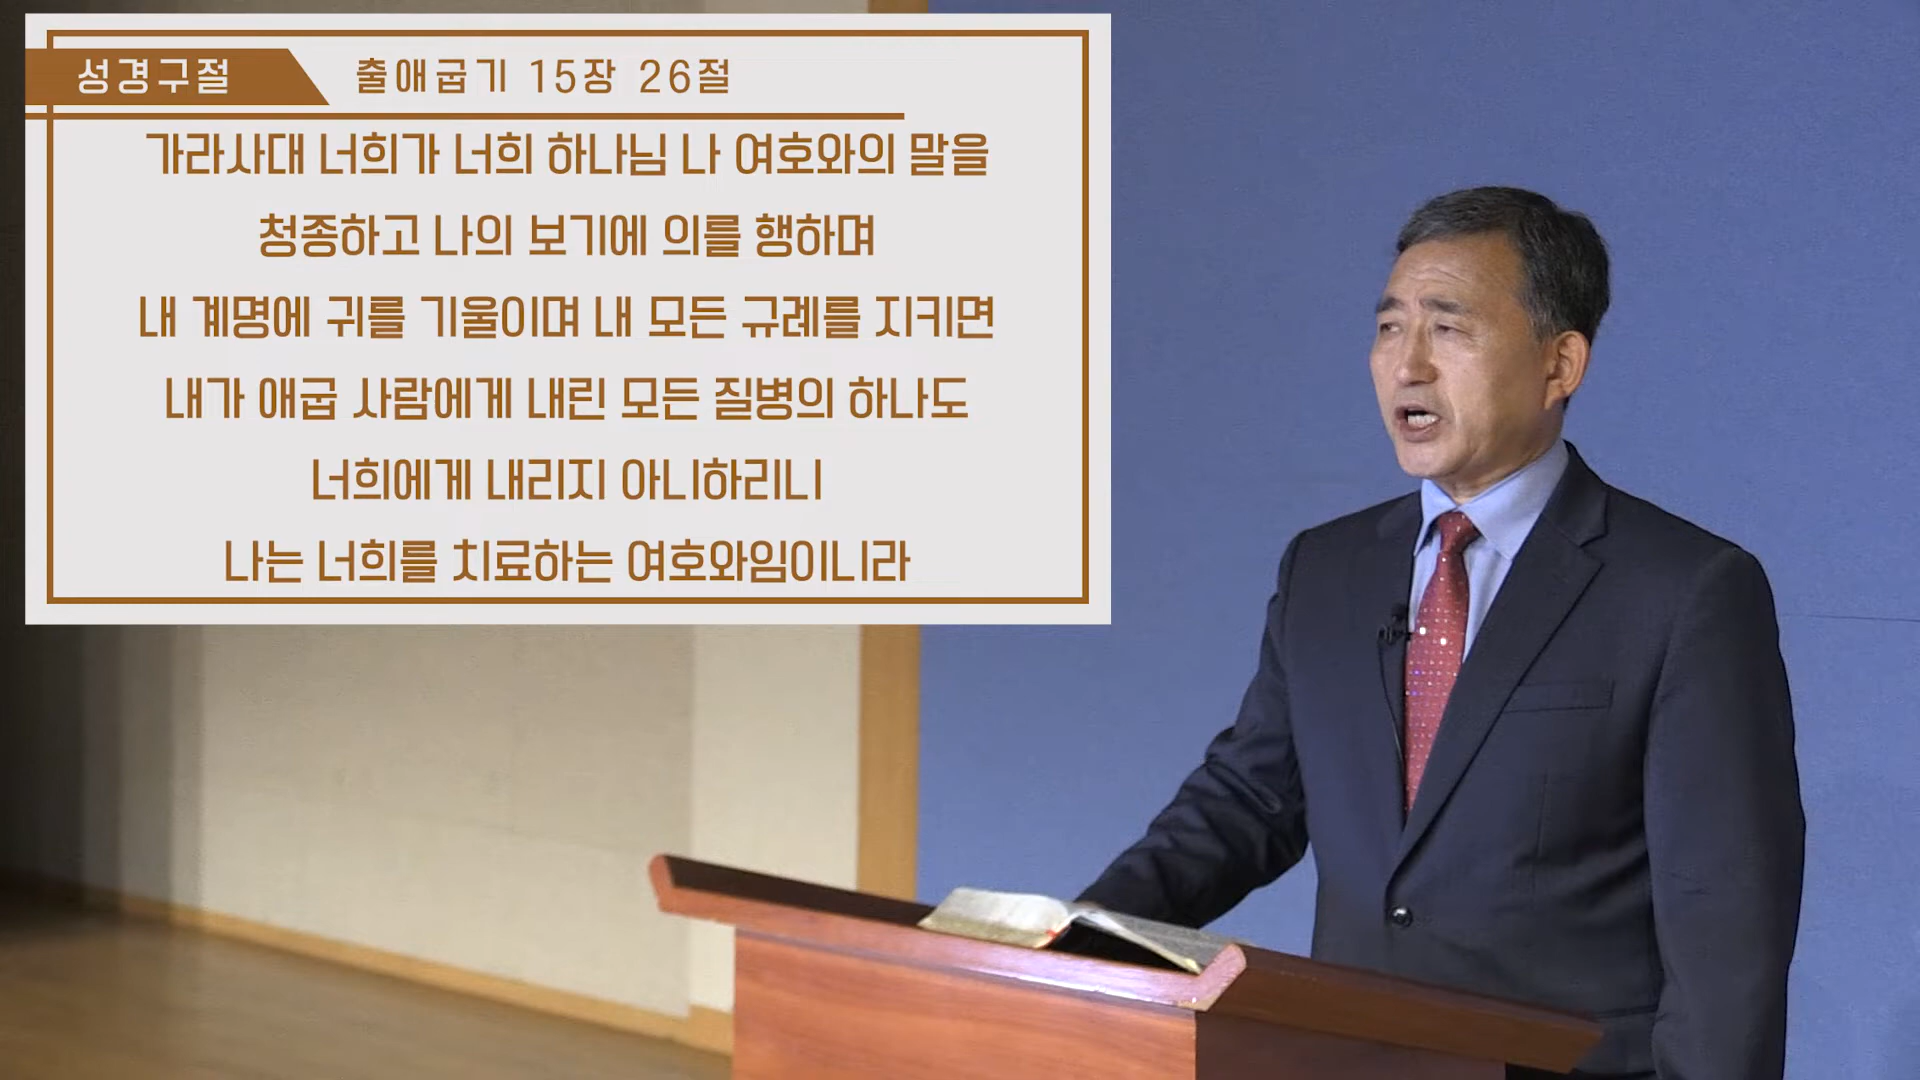 성경구절 출애굽기 15장 26절
가라사대 너희가 너희 하나님 나 여호와의 말을
청종하고 나의 보기에 의를 행하며
내 계명에 귀를 기울이며 내 모든 규례를 지키면
내가 애굽 사람에게 내린 모든 질병의 하나도
너희에게 내리지 아니하리니
나는 너희를 치료하는 여호와임이니라